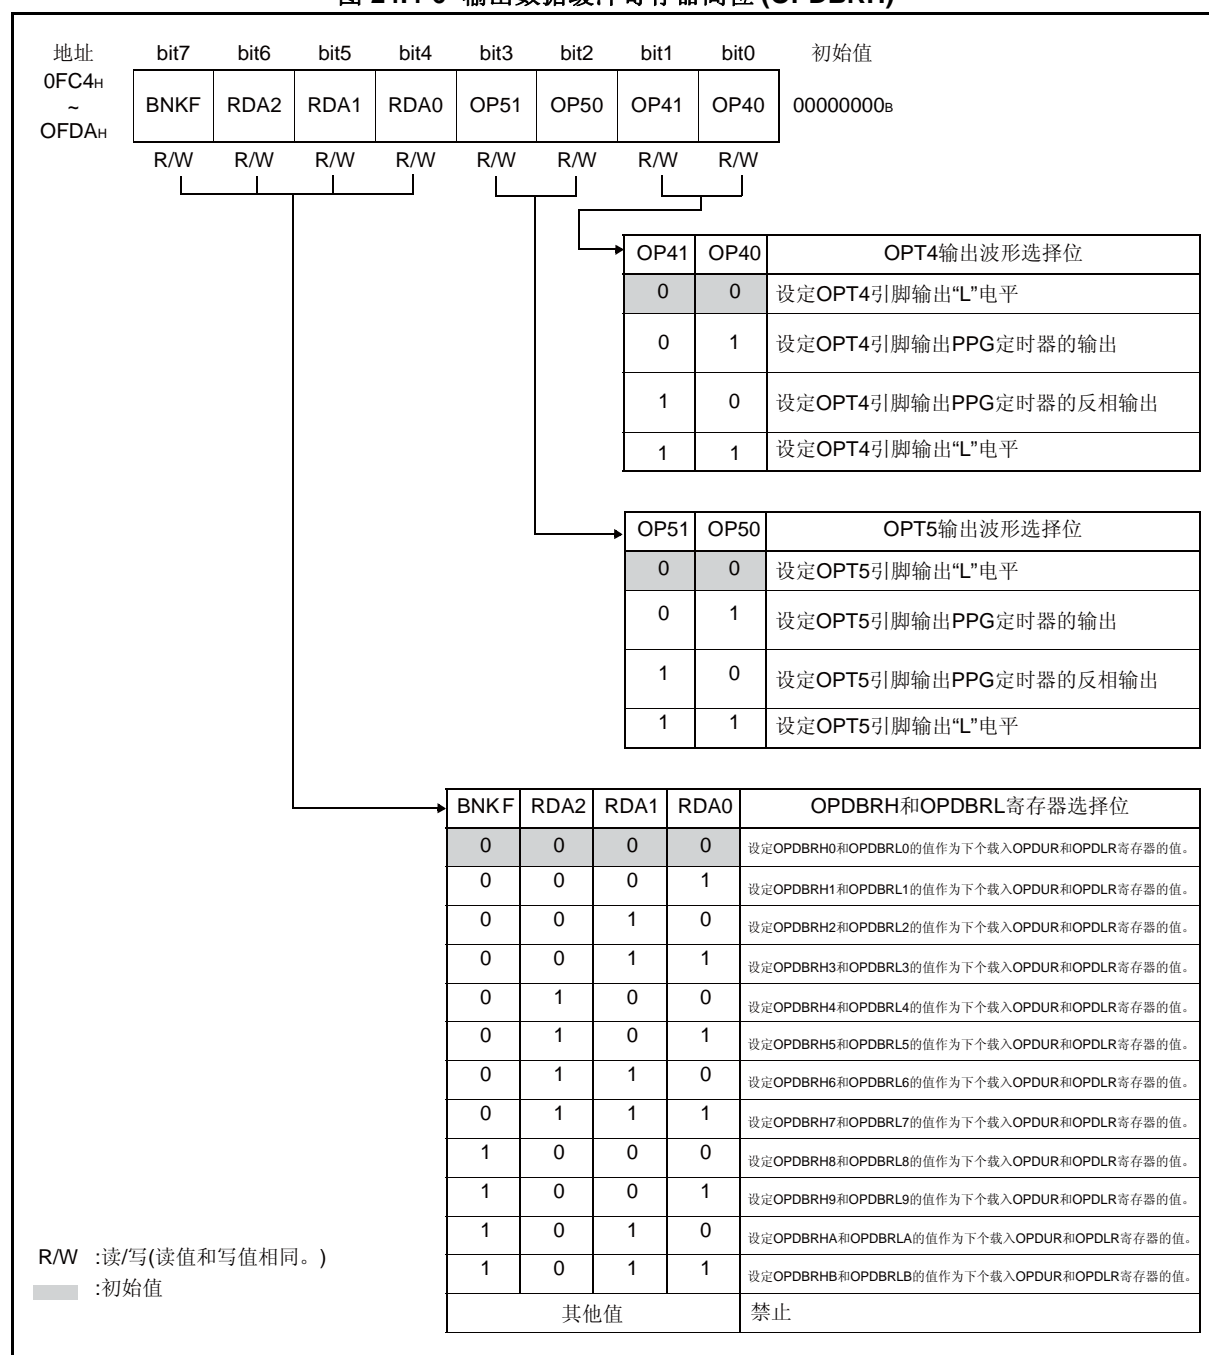 图 24.4-3 输出数据缓冲寄存器高位 (OPDBRH)
地址 bit7 bit6 bit5 bit4 bit3 bit2 bit1 bit0 初始值
0FC4H
~
OFDAH
BNKF RDA2 RDA1 RDA0 OP51 OP50 OP41 OP40 00000000B
R/W R/W R/W R/W R/W R/W R/W R/W
OP41 OP40 OPT4输出波形选择位
0 0 设定OPT4引脚输出“L”电平
0 1 设定OPT4引脚输出PPG定时器的输出
1 0 设定OPT4引脚输出PPG定时器的反相输出
1 1 设定OPT4引脚输出“L”电平
OP51 OP50 OPT5输出波形选择位
0 0 设定OPT5引脚输出“L”电平
0 1 设定OPT5引脚输出PPG定时器的输出
1 0 设定OPT5引脚输出PPG定时器的反相输出
1 1 设定OPT5引脚输出“L”电平
BNKF RDA2 RDA1 RDA0 OPDBRH和OPDBRL寄存器选择位
0 0 0 0 设定OPDBRH0和OPDBRL0的值作为下个载入OPDUR和OPDLR寄存器的值。
0 0 0 1 设定OPDBRH1和OPDBRL1的值作为下个载入OPDUR和OPDLR寄存器的值。
0 0 1 0 设定OPDBRH2和OPDBRL2的值作为下个载入OPDUR和OPDLR寄存器的值。
0 0 1 1 设定OPDBRH3和OPDBRL3的值作为下个载入OPDUR和OPDLR寄存器的值。
0 1 0 0 设定OPDBRH4和OPDBRL4的值作为下个载入OPDUR和OPDLR寄存器的值。
0 1 0 1 设定OPDBRH5和OPDBRL5的值作为下个载入OPDUR和OPDLR寄存器的值。
0 1 1 0 设定OPDBRH6和OPDBRL6的值作为下个载入OPDUR和OPDLR寄存器的值。
0 1 1 1 设定OPDBRH7和OPDBRL7的值作为下个载入OPDUR和OPDLR寄存器的值。
1 0 0 0 设定OPDBRH8和OPDBRL8的值作为下个载入OPDUR和OPDLR寄存器的值。
1 0 0 1 设定OPDBRH9和OPDBRL9的值作为下个载入OPDUR和OPDLR寄存器的值。
1 0 1 0 设定OPDBRHA和OPDBRLA的值作为下个载入OPDUR和OPDLR寄存器的值。
1 0 1 1 设定OPDBRHB和OPDBRLB的值作为下个载入OPDUR和OPDLR寄存器的值。
其他值 禁止
R/W :读/写(读值和写值相同。)
:初始值